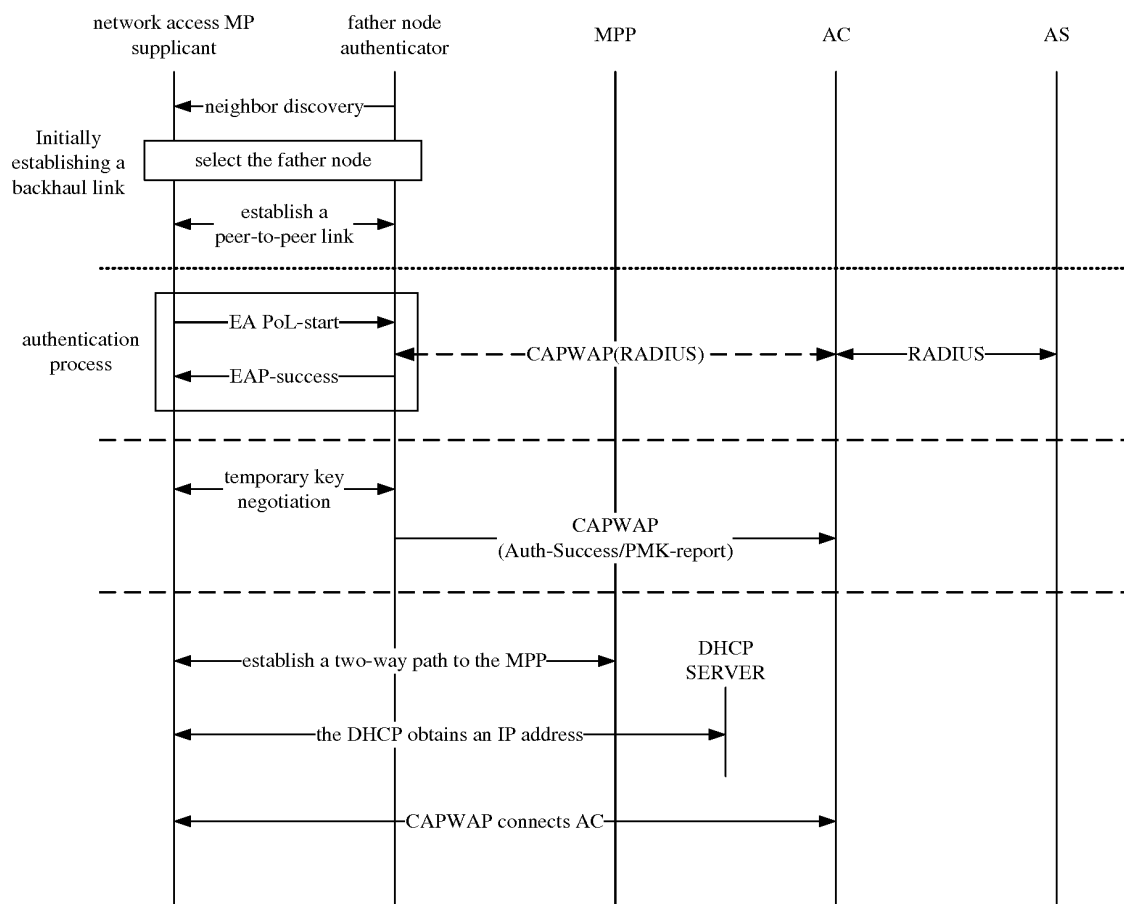 network access MP
supplicant
father node
authenticator
MPP
AC
AS
neighbor discovery
Initially
establishing a
backhaul link
select the father node
establish a
peer-to-peer link
authentication
process
EA PoL-start
CAPWAP(RADIUS)
RADIUS
EAP-success
temporary key
negotiation
CAPWAP
(Auth-Success/PMK-report)
establish a two-way path to the MPP
DHCP
SERVER
the DHCP obtains an IP address
CAPWAP connects AC